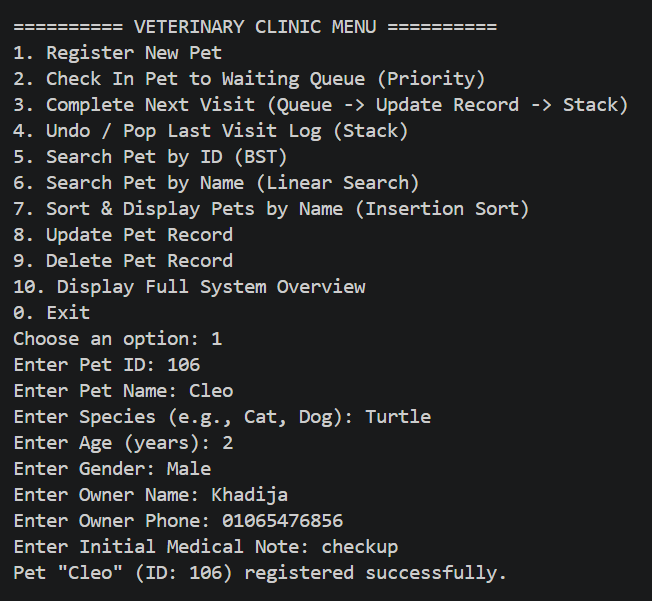 ========== VETERINARY CLINIC MENU ==========
1. Register New Pet
2. Check In Pet to Waiting Queue (Priority)
3. Complete Next Visit (Queue -> Update Record -> Stack)
4. Undo / Pop Last Visit Log (Stack)
5. Search Pet by ID (BST)
6. Search Pet by Name (Linear Search)
7. Sort & Display Pets by Name (Insertion Sort)
8. Update Pet Record
9. Delete Pet Record
10. Display Full System Overview
0. Exit
Choose an option: 1
Enter Pet ID: 106
Enter Pet Name: Cleo
Enter Species (e.g., Cat, Dog): Turtle
Enter Age (years): 2
Enter Gender: Male
Enter Owner Name: Khadija
Enter Owner Phone: 01065476856
Enter Initial Medical Note: checkup
Pet "Cleo" (ID: 106) registered successfully.